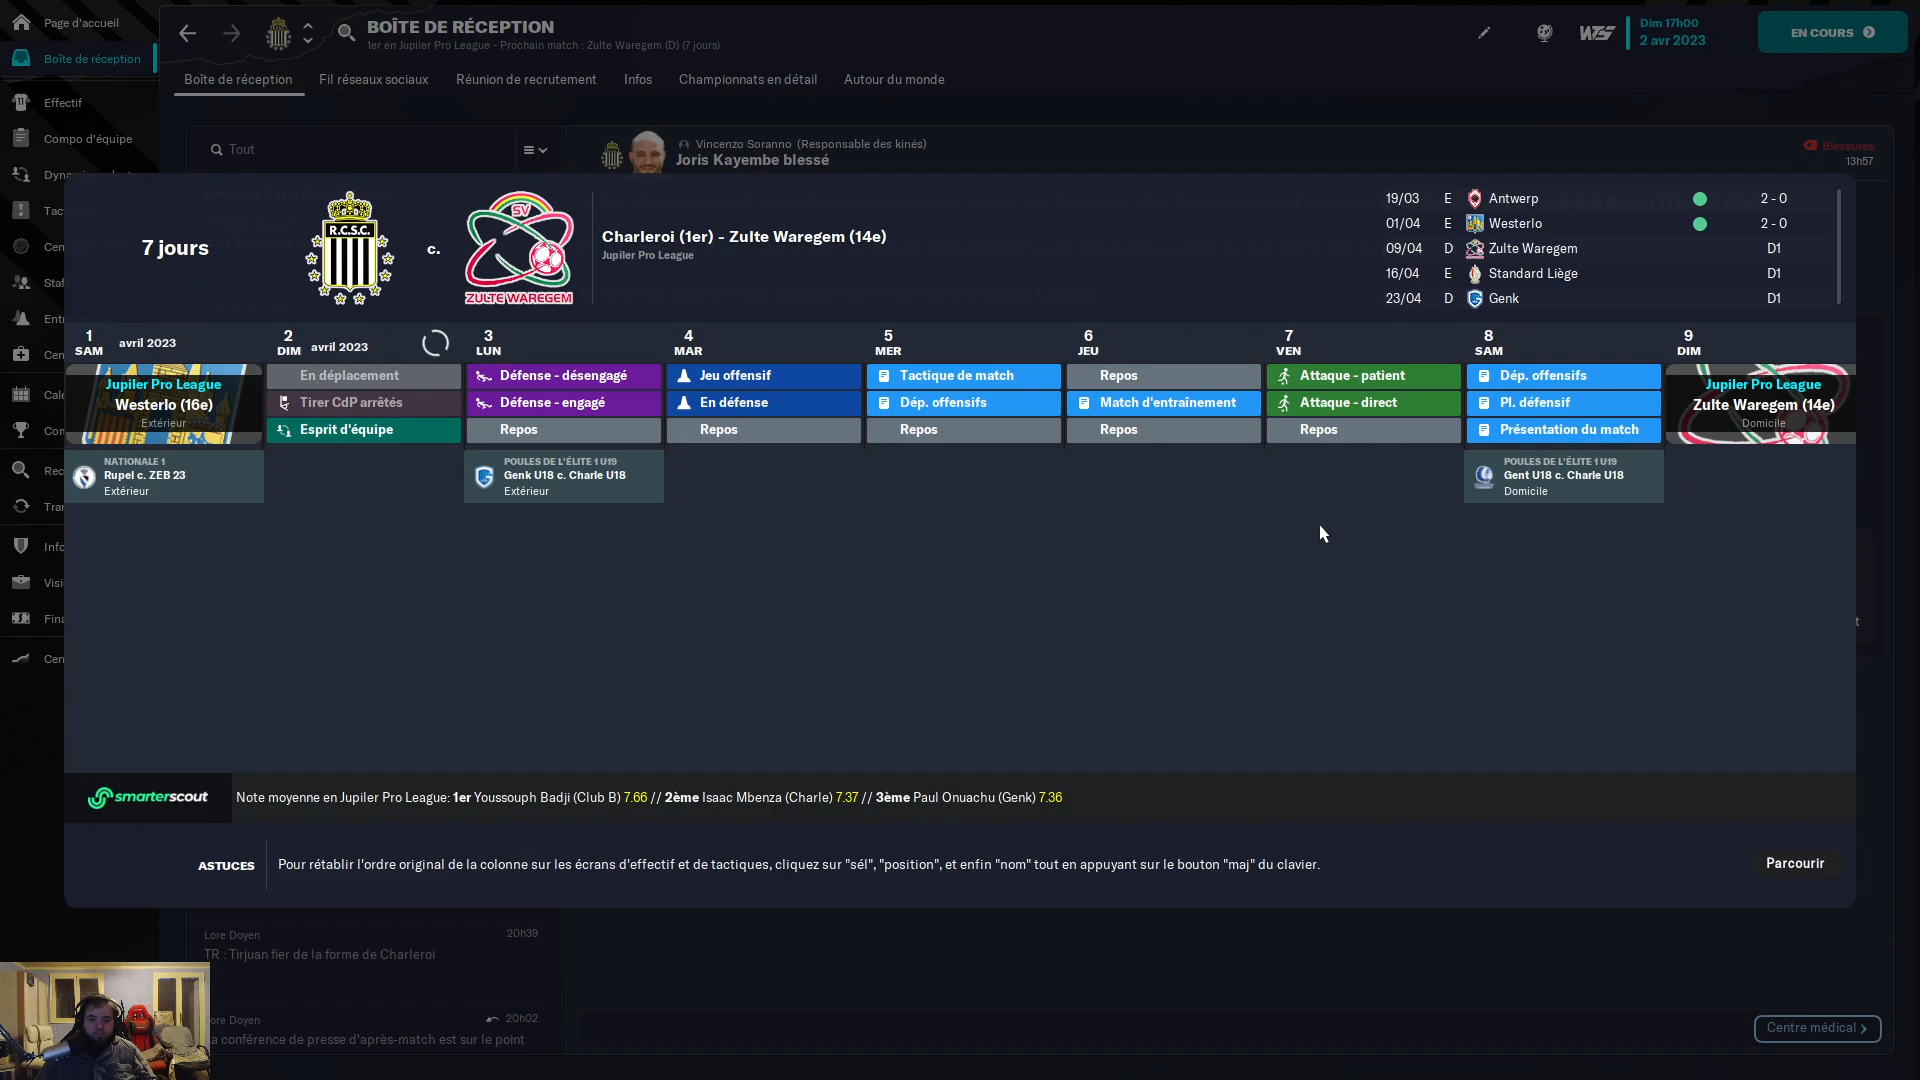 Page d'accueil
Boîte de réception
Effectif
Compo d'équipe
BOÎTE DE RÉCEPTION
1er en Jupiler Pro League - Prochain match : Zulte Waregem (D) (7 jours)
WTS
Dim 17h00
2 avr 2023
EN COURS
Boîte de réception
Fil réseaux sociaux
Réunion de recrutement
Infos
Championnats en détail
Autour du monde
Tout
Vincenzo Soranno (Responsable des kinés)
Joris Kayembe blessé
Blessures
13h57
7 jours
R.C.S.C.
c.
SV
ZULTE WAREGEM
Charleroi (1er) - Zulte Waregem (14e)
Jupiler Pro League
19/03 E Antwerp 2 - 0
01/04 E Westerlo 2 - 0
09/04 D Zulte Waregem D1
16/04 E Standard Liège D1
23/04 D Genk D1
1 SAM avril 2023
2 DIM avril 2023
3 LUN
4 MAR
5 MER
6 JEU
7 VEN
8 SAM
9 DIM
Jupiler Pro League
Westerlo (16e)
Extérieur
En déplacement
Tirer CdP arrêtés
Esprit d'équipe
Défense - désengagé
Défense - engagé
Repos
Jeu offensif
En défense
Repos
Tactique de match
Dép. offensifs
Repos
Repos
Match d'entraînement
Repos
Attaque - patient
Attaque - direct
Repos
Dép. offensifs
Pl. défensif
Présentation du match
Jupiler Pro League
Zulte Waregem (14e)
Domicile
NATIONALE 1
Rupel c. ZEB 23
Extérieur
POULES DE L'ÉLITE 1 U19
Genk U18 c. Charle U18
Extérieur
POULES DE L'ÉLITE 1 U19
Gent U18 c. Charle U18
Domicile
smarterscout
Note moyenne en Jupiler Pro League: 1er Youssouph Badji (Club B) 7.66 // 2ème Isaac Mbenza (Charle) 7.37 // 3ème Paul Onuachu (Genk) 7.36
ASTUCES
Pour rétablir l'ordre original de la colonne sur les écrans d'effectif et de tactiques, cliquez sur "sél", "position", et enfin "nom" tout en appuyant sur le bouton "maj" du clavier.
Parcourir
Lore Doyen
20h39
TR : Tirjuan fier de la forme de Charleroi
ore Doyen
20h02
a conférence de presse d'après-match est sur le point
Centre médical